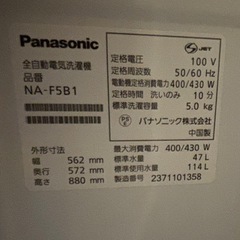 Panasonic
全自動電気洗濯機
品番
NA-F5B1
JET
定格電圧 100 V
定格周波数 50/60 Hz
電動機定格消費電力 400/430 W
定格時間 洗いのみ 10 分
標準洗濯容量 5.0 kg
パナソニック株式会社
中国製
外形寸法
幅 562 mm
奥行 572 mm
高さ 880 mm
最大消費電力 400/430 W
標準水量 47 L
標準使用水量 114 L
製造番号 2371101358